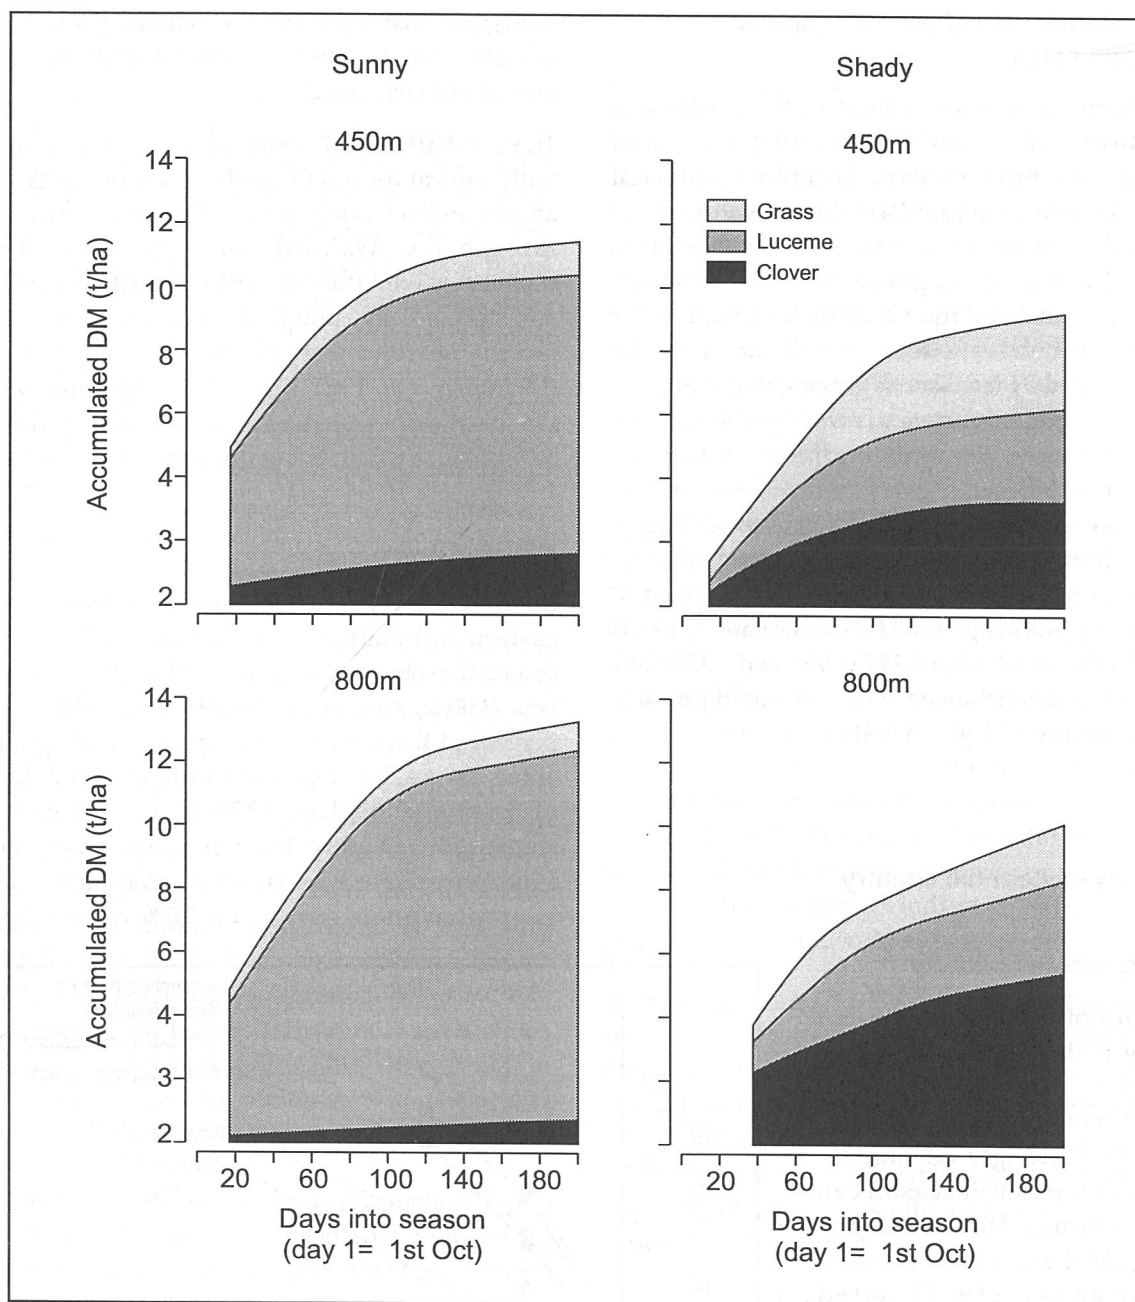 Sunny
Shady
450m
450m
14
12
10
8
6
4
3
2
Accumulated DM (t/ha)
Grass
Luceme
Clover
800m
800m
14
12
10
8
6
4
3
2
Accumulated DM (t/ha)
20 60 100 140 180
20 60 100 140 180
Days into season
(day 1= 1st Oct)
Days into season
(day 1= 1st Oct)